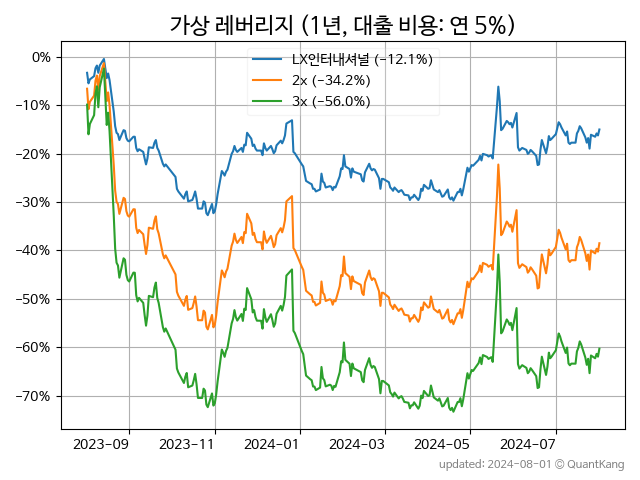 가상 레버리지 (1년, 대출 비용: 연 5%)
LX인터내셔널 (−12.1%)
2x (−34.2%)
3x (−56.0%)
0%
−10%
−20%
−30%
−40%
−50%
−60%
−70%
2023-09 2023-11 2024-01 2024-03 2024-05 2024-07
updated: 2024-08-01 © QuantKang